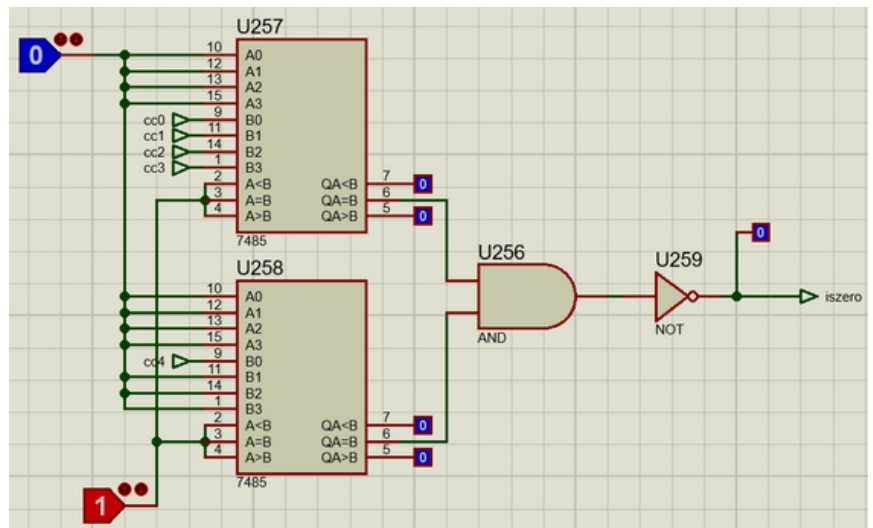 U257
0
10 A0
12 A1
13 A2
15 A3
cc0 9 B0
cc1 11 B1
cc2 14 B2
cc3 1 B3
2 A<B QA<B 7 0
3 A=B QA=B 6
4 A>B QA>B 5 0
7485
U258
10 A0
12 A1
13 A2
15 A3
cc4 9 B0
11 B1
14 B2
1 B3
2 A<B QA<B 7 0
3 A=B QA=B 6
4 A>B QA>B 5 0
7485
1
U256
AND
U259
NOT
0
iszero